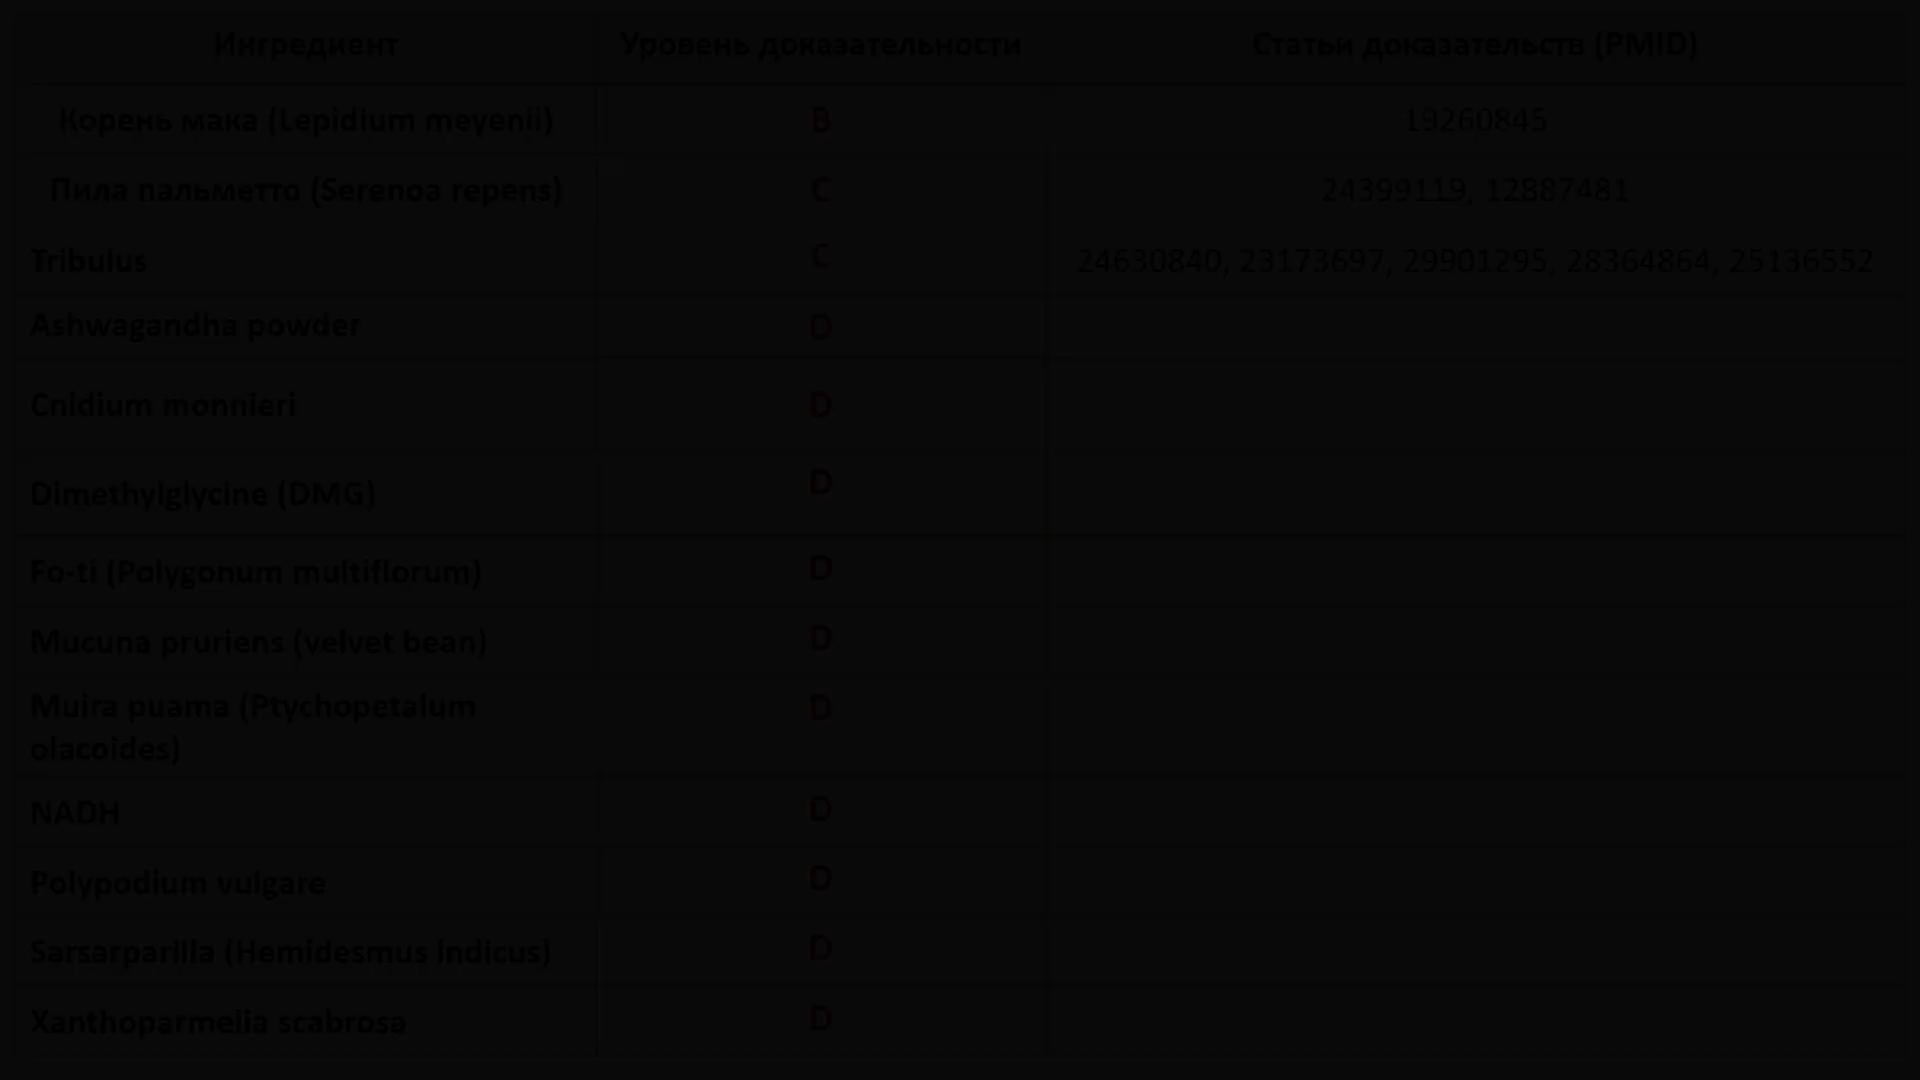 Ингредиент Уровень доказательности Статьи доказательств (PMID)
Корень мака (Lepidium meyenii) B 19260845
Пила пальметто (Serenoa repens) C 24399119, 12887481
Tribulus C 24630840, 23173697, 29901295, 28364864, 25136552
Ashwagandha powder D
Cnidium monnieri D
Dimethylglycine (DMG) D
Fo-ti (Polygonum multiflorum) D
Mucuna pruriens (velvet bean) D
Muira puama (Ptychopetalum D
olacoides)
NADH D
Polypodium vulgare D
Sarsarparilla (Hemidesmus indicus) D
Xanthoparmelia scabrosa D